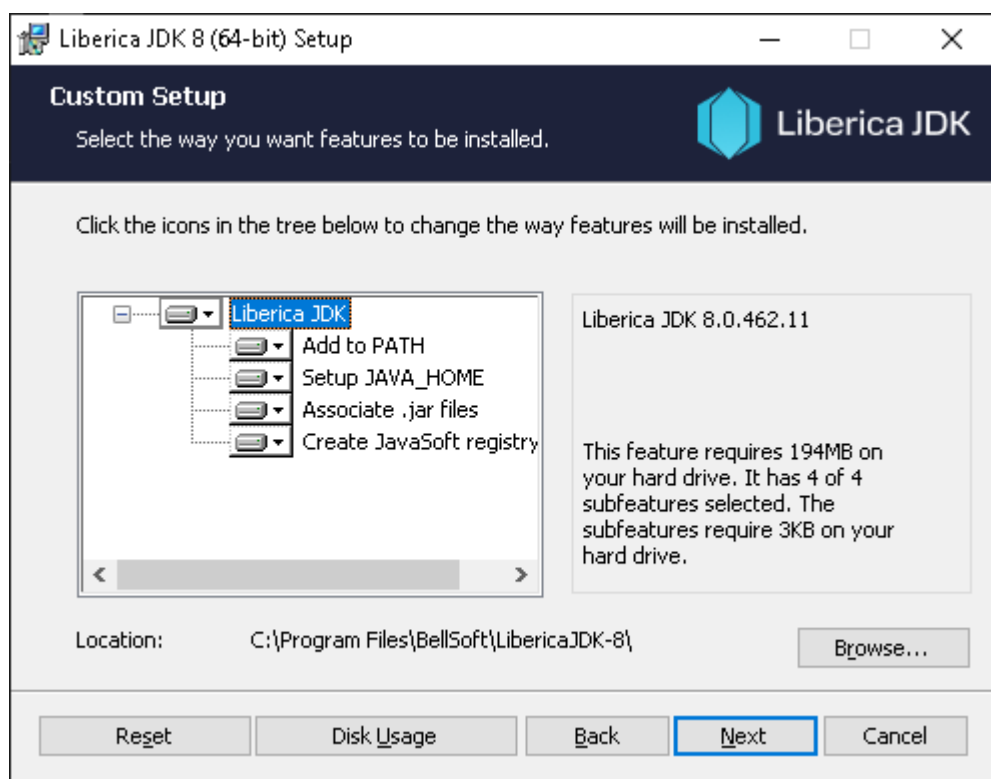 Liberica JDK 8 (64-bit) Setup
Custom Setup
Select the way you want features to be installed.
Liberica JDK
Click the icons in the tree below to change the way features will be installed.
Liberica JDK
Add to PATH
Setup JAVA_HOME
Associate .jar files
Create JavaSoft registry
Liberica JDK 8.0.462.11
This feature requires 194MB on
your hard drive. It has 4 of 4
subfeatures selected. The
subfeatures require 3KB on your
hard drive.
Location: C:\Program Files\BellSoft\LibericaJDK-8\
Browse...
Reset Disk Usage Back Next Cancel